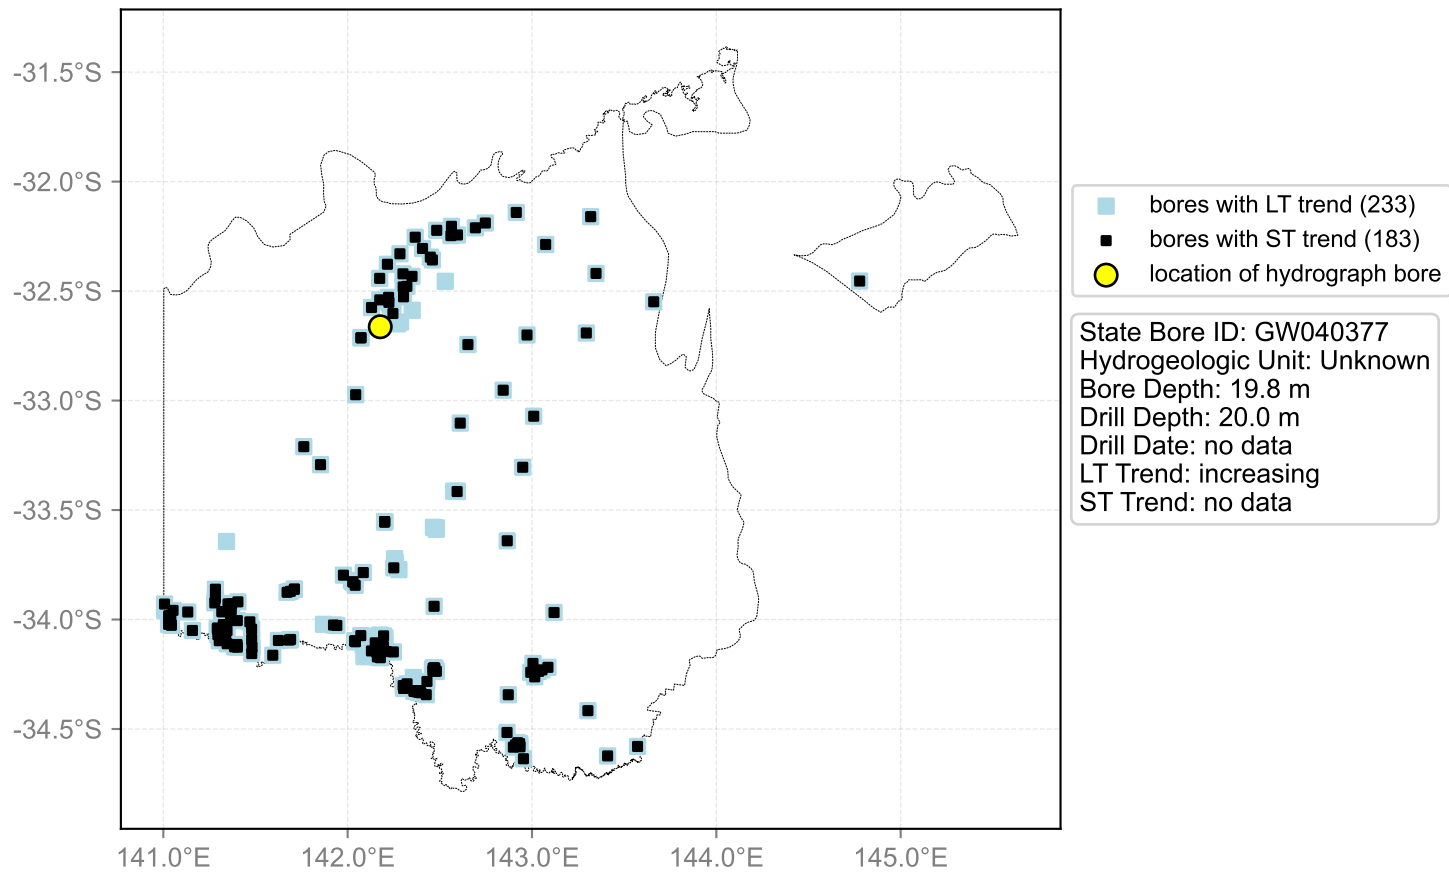 -31.5°S
-32.0°S
-32.5°S
-33.0°S
-33.5°S
-34.0°S
-34.5°S
141.0°E
142.0°E
143.0°E
144.0°E
145.0°E
bores with LT trend (233)
bores with ST trend (183)
location of hydrograph bore
State Bore ID: GW040377
Hydrogeologic Unit: Unknown
Bore Depth: 19.8 m
Drill Depth: 20.0 m
Drill Date: no data
LT Trend: increasing
ST Trend: no data